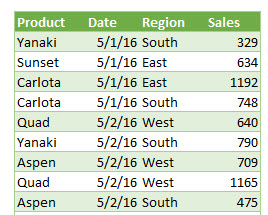 Product Date Region Sales
Yanaki 5/1/16 South 329
Sunset 5/1/16 East 634
Carlota 5/1/16 East 1192
Carlota 5/1/16 South 748
Quad 5/2/16 West 640
Yanaki 5/2/16 South 790
Aspen 5/2/16 West 709
Quad 5/2/16 West 1165
Aspen 5/2/16 South 475